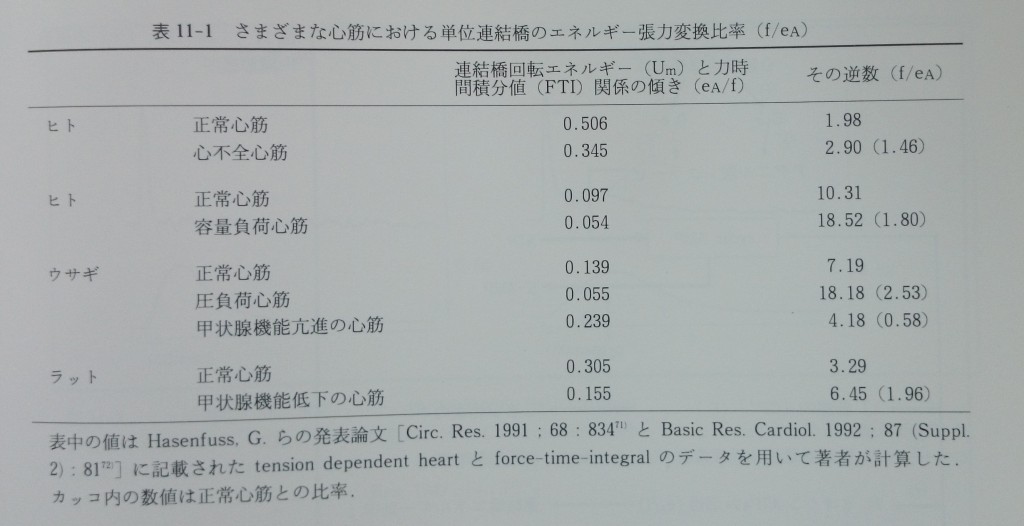 表 11-1 さまざまな心筋における単位連結橋のエネルギー張力変換比率 (f/eA)
連結橋回転エネルギー (Um) と力時 その逆数 (f/eA)
間積分値 (FTI) 関係の傾き (eA/f)
ヒト 正常心筋 0.506 1.98
心不全心筋 0.345 2.90 (1.46)
ヒト 正常心筋 0.097 10.31
容量負荷心筋 0.054 18.52 (1.80)
ウサギ 正常心筋 0.139 7.19
圧負荷心筋 0.055 18.18 (2.53)
甲状腺機能亢進の心筋 0.239 4.18 (0.58)
ラット 正常心筋 0.305 3.29
甲状腺機能低下の心筋 0.155 6.45 (1.96)
表中の値は Hasenfuss, G. らの発表論文 [Circ. Res. 1991 ; 68 : 83471) と Basic Res. Cardiol. 1992 ; 87 (Suppl.
2) : 8172)] に記載された tension dependent heart と force-time-integral のデータを用いて著者が計算した.
カッコ内の数値は正常心筋との比率.